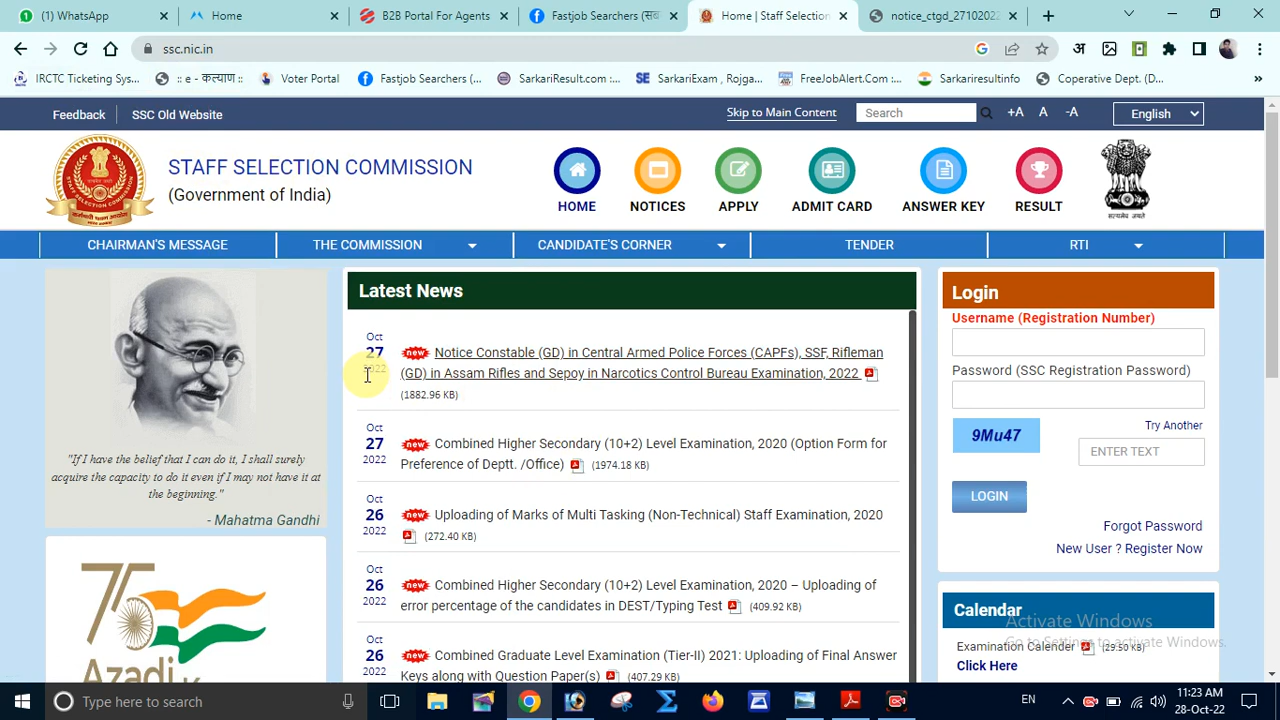 (1) WhatsApp
Home
B2B Portal For Agents
Fastjob Searchers (सर
Home | Staff Selection
notice_ctgd_27102022
ssc.nic.in
अ
IRCTC Ticketing Sys...
:: e - कल्याण ::
Voter Portal
Fastjob Searchers (...
SarkariResult.com :...
SarkariExam , Rojga...
FreeJobAlert.Com :...
Sarkariresultinfo
Coperative Dept. (D...
»
Feedback
SSC Old Website
Skip to Main Content
Search
+A
A
-A
English
STAFF SELECTION COMMISSION
(Government of India)
HOME
NOTICES
APPLY
ADMIT CARD
ANSWER KEY
RESULT
सत्यमेव जयते
CHAIRMAN'S MESSAGE
THE COMMISSION
CANDIDATE'S CORNER
TENDER
RTI
"If I have the belief that I can do it, I shall surely
acquire the capacity to do it even if I may not have it at
the beginning."
- Mahatma Gandhi
75
Azadi
Latest News
Oct
27
2022
new Notice Constable (GD) in Central Armed Police Forces (CAPFs), SSF, Rifleman
(GD) in Assam Rifles and Sepoy in Narcotics Control Bureau Examination, 2022
(1882.96 KB)
Oct
27
2022
new Combined Higher Secondary (10+2) Level Examination, 2020 (Option Form for
Preference of Deptt. /Office) (1974.18 KB)
Oct
26
2022
new Uploading of Marks of Multi Tasking (Non-Technical) Staff Examination, 2020
(272.40 KB)
Oct
26
2022
new Combined Higher Secondary (10+2) Level Examination, 2020 – Uploading of
error percentage of the candidates in DEST/Typing Test (409.92 KB)
Oct
26
new Combined Graduate Level Examination (Tier-II) 2021: Uploading of Final Answer
Keys along with Question Paper(s) (407.29 KB)
Login
Username (Registration Number)
Password (SSC Registration Password)
9Mu47
Try Another
ENTER TEXT
LOGIN
Forgot Password
New User ? Register Now
Calendar
Examination Calender (29.50 KB)
Click Here
Activate Windows
Go to Settings to activate Windows.
Type here to search
EN
11:23 AM
28-Oct-22